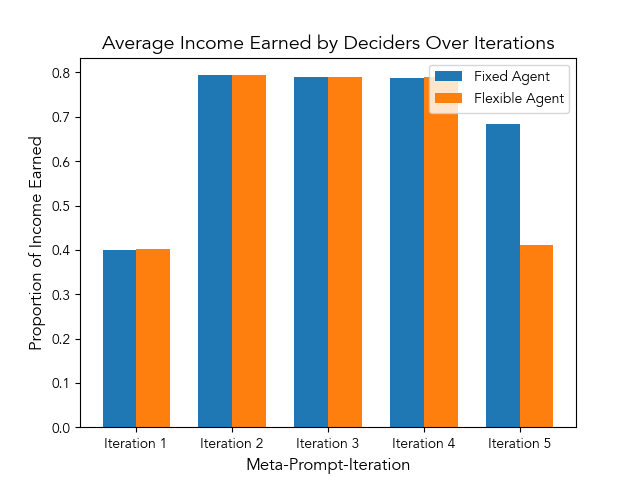 Average Income Earned by Deciders Over Iterations
Fixed Agent
Flexible Agent
Proportion of Income Earned
0.8
0.7
0.6
0.5
0.4
0.3
0.2
0.1
0.0
Iteration 1
Iteration 2
Iteration 3
Iteration 4
Iteration 5
Meta-Prompt-Iteration